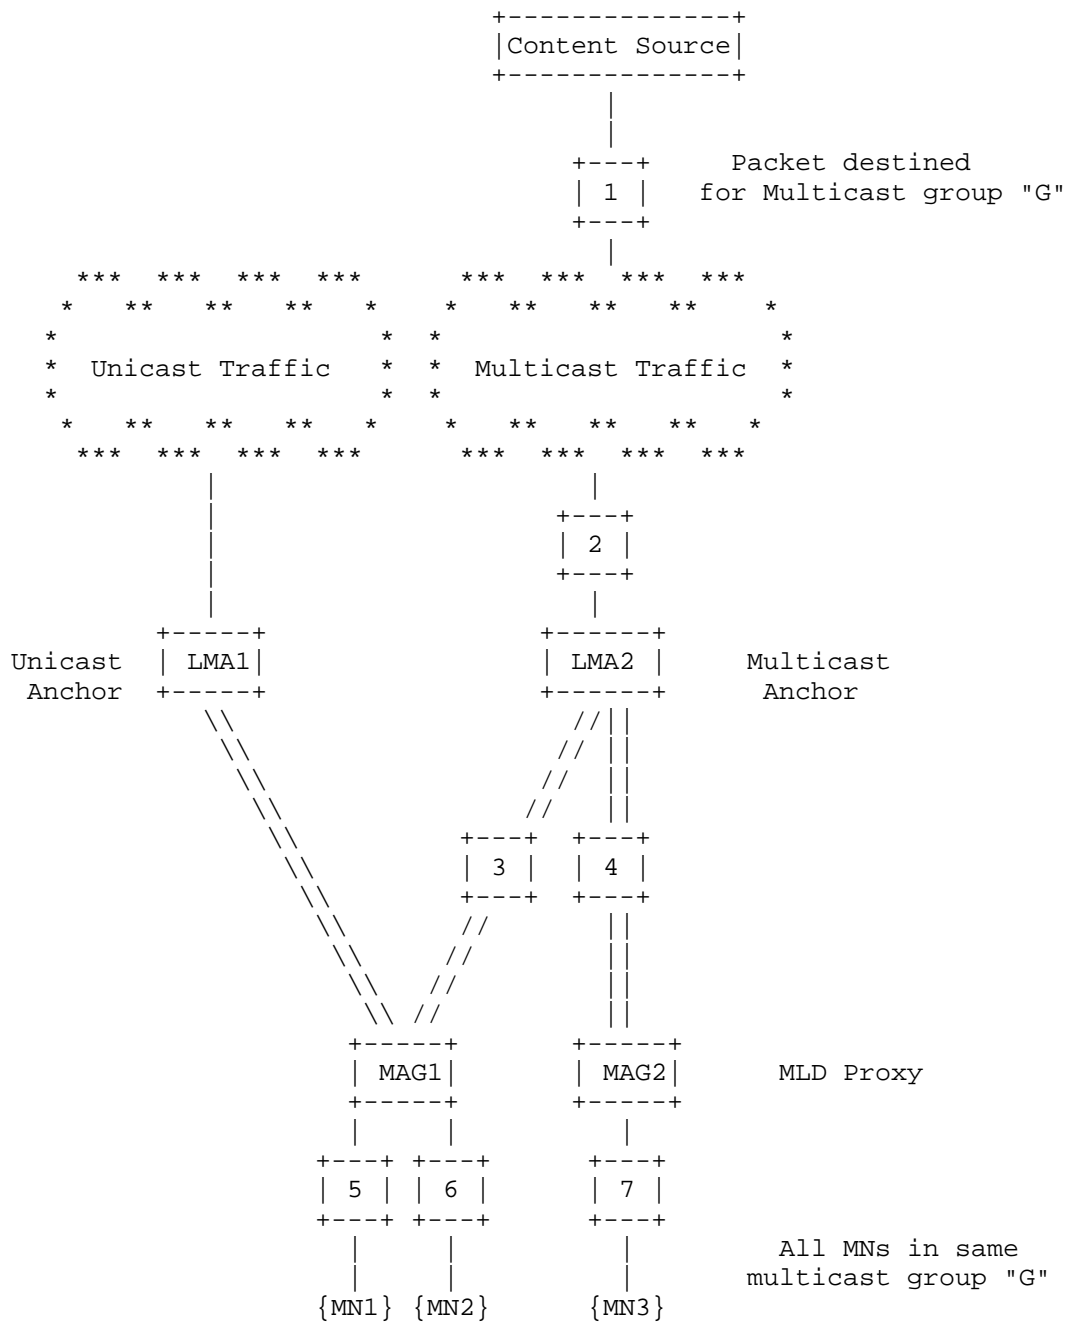 Content Source
1 Packet destined
for Multicast group "G"
Unicast Traffic Multicast Traffic
2
Unicast LMA1 LMA2 Multicast
Anchor Anchor
3 4
MAG1 MAG2 MLD Proxy
5 6 7
All MNs in same
multicast group "G"
{MN1} {MN2} {MN3}